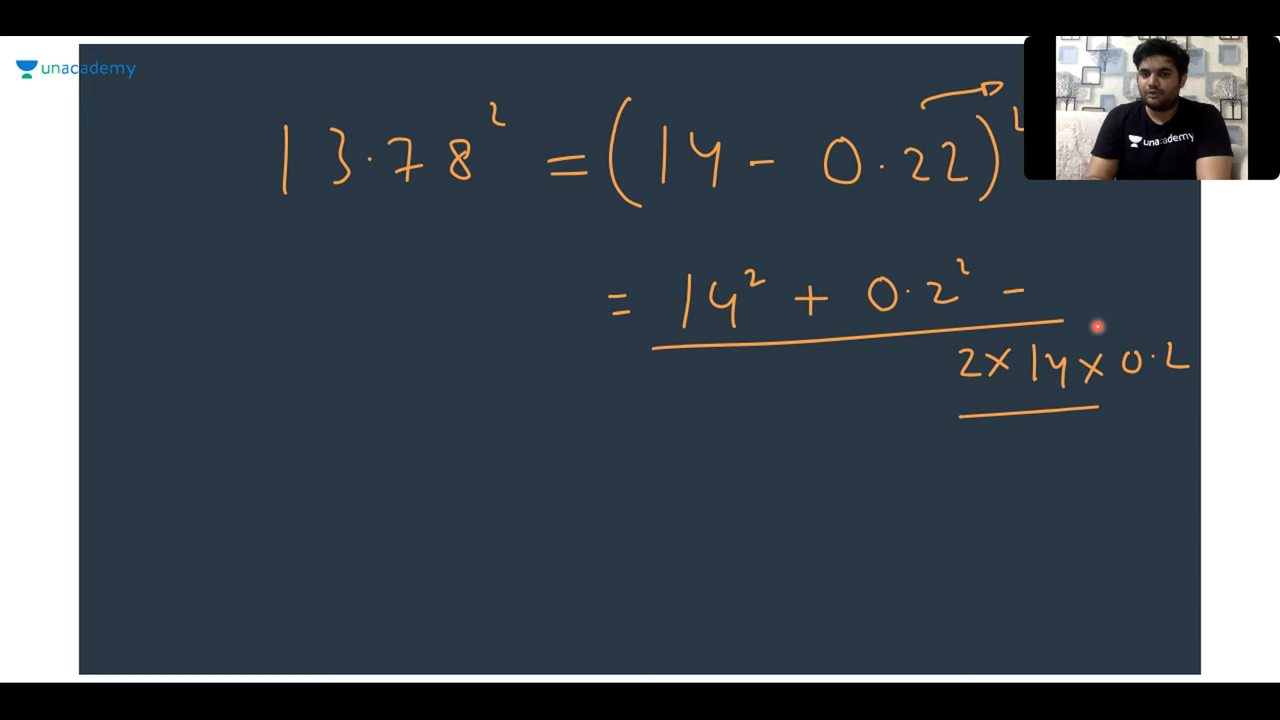 unacademy
13.78² = (14 - 0.22)²
= 14² + 0.2² -
2 × 14 × 0.2
unacademy